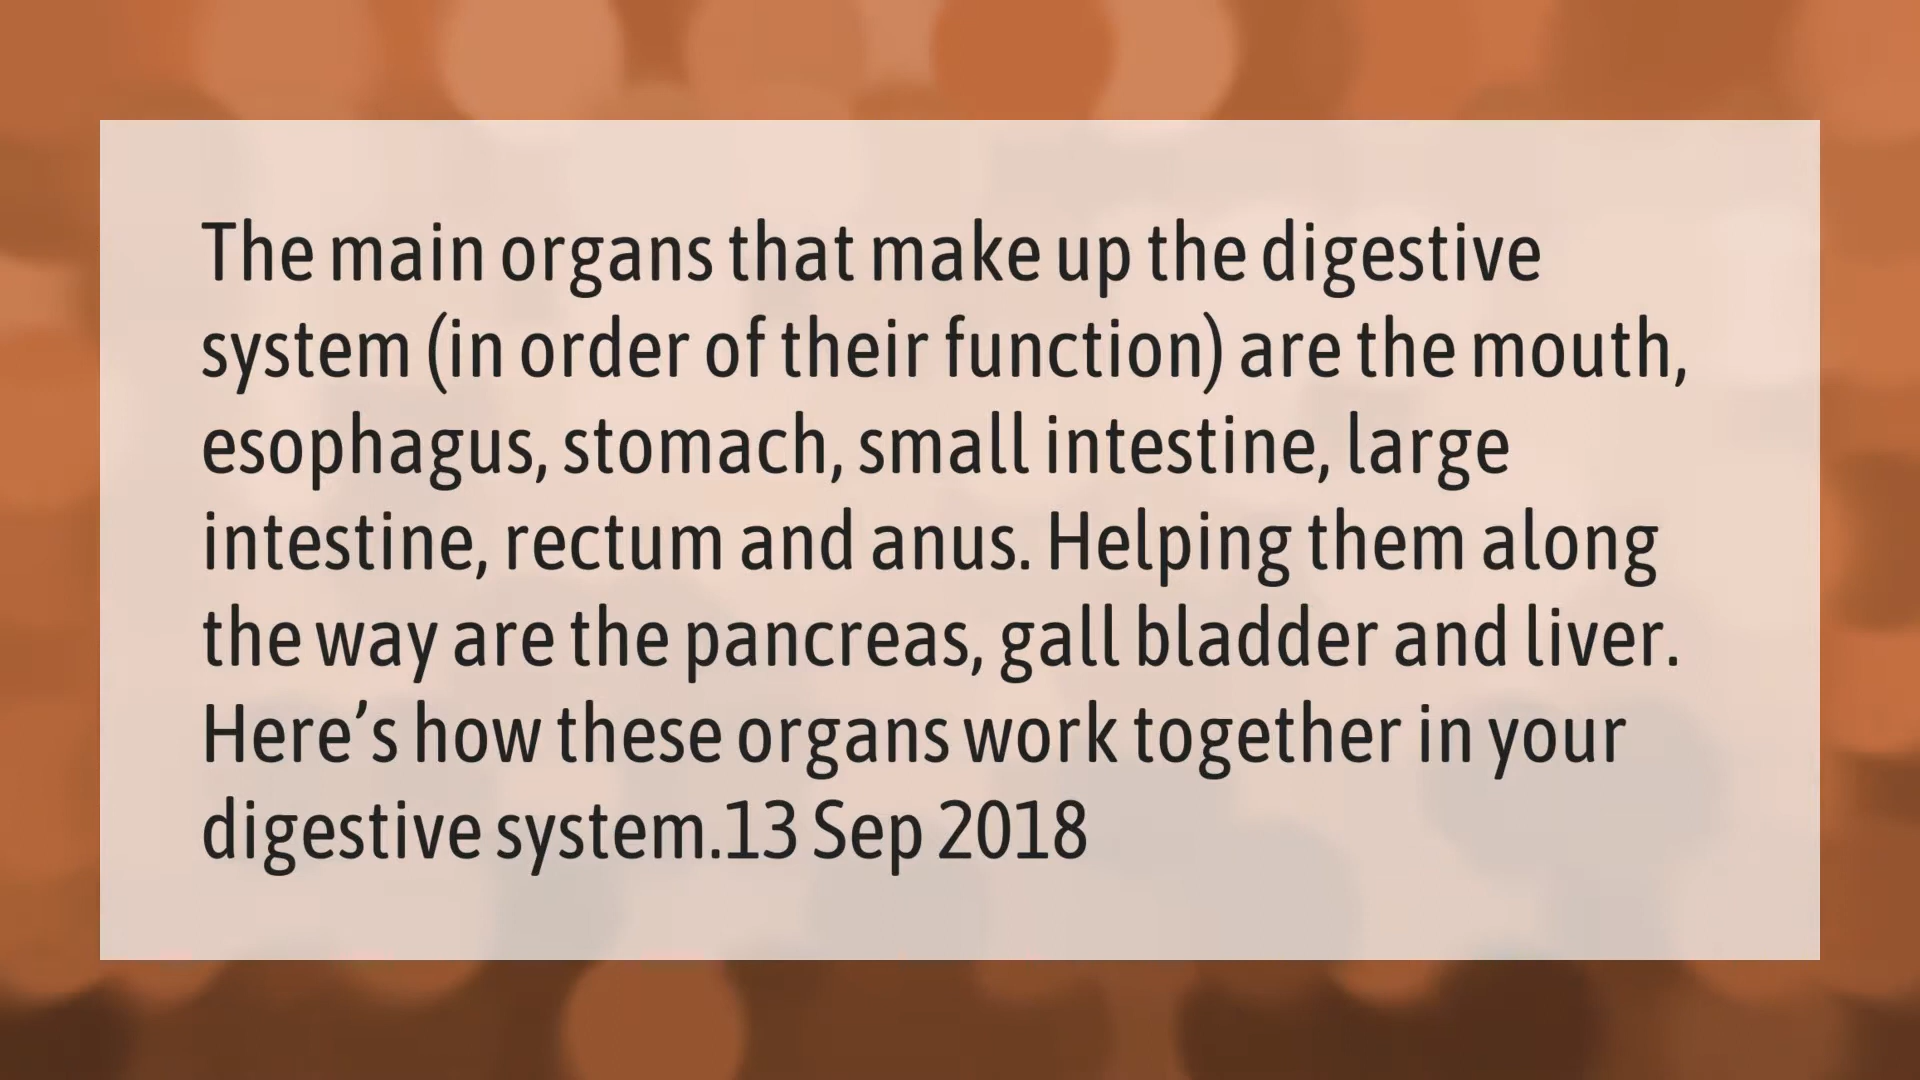 The main organs that make up the digestive
system (in order of their function) are the mouth,
esophagus, stomach, small intestine, large
intestine, rectum and anus. Helping them along
the way are the pancreas, gall bladder and liver.
Here’s how these organs work together in your
digestive system.13 Sep 2018